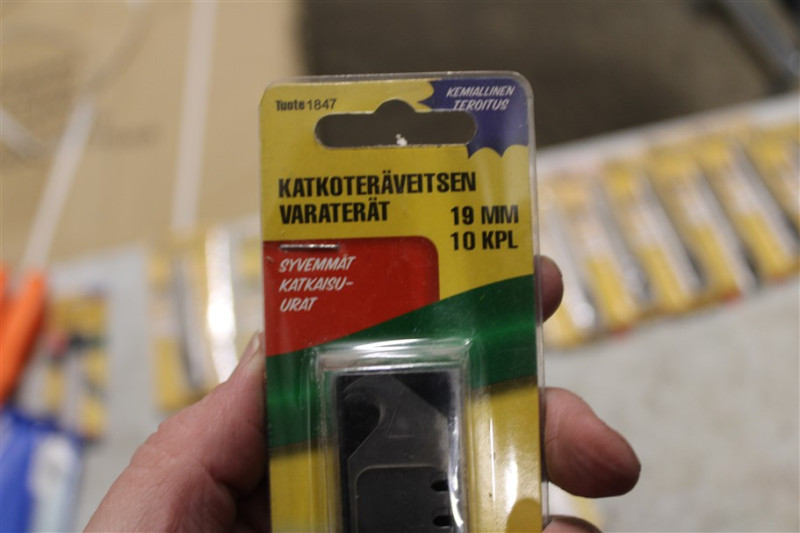 Tuote 1847
KEMIALLINEN
TEROITUS
KATKOTERÄVEITSEN
VARATERÄT
19 MM
10 KPL
SYVEMMÄT
KATKAISU-
URAT